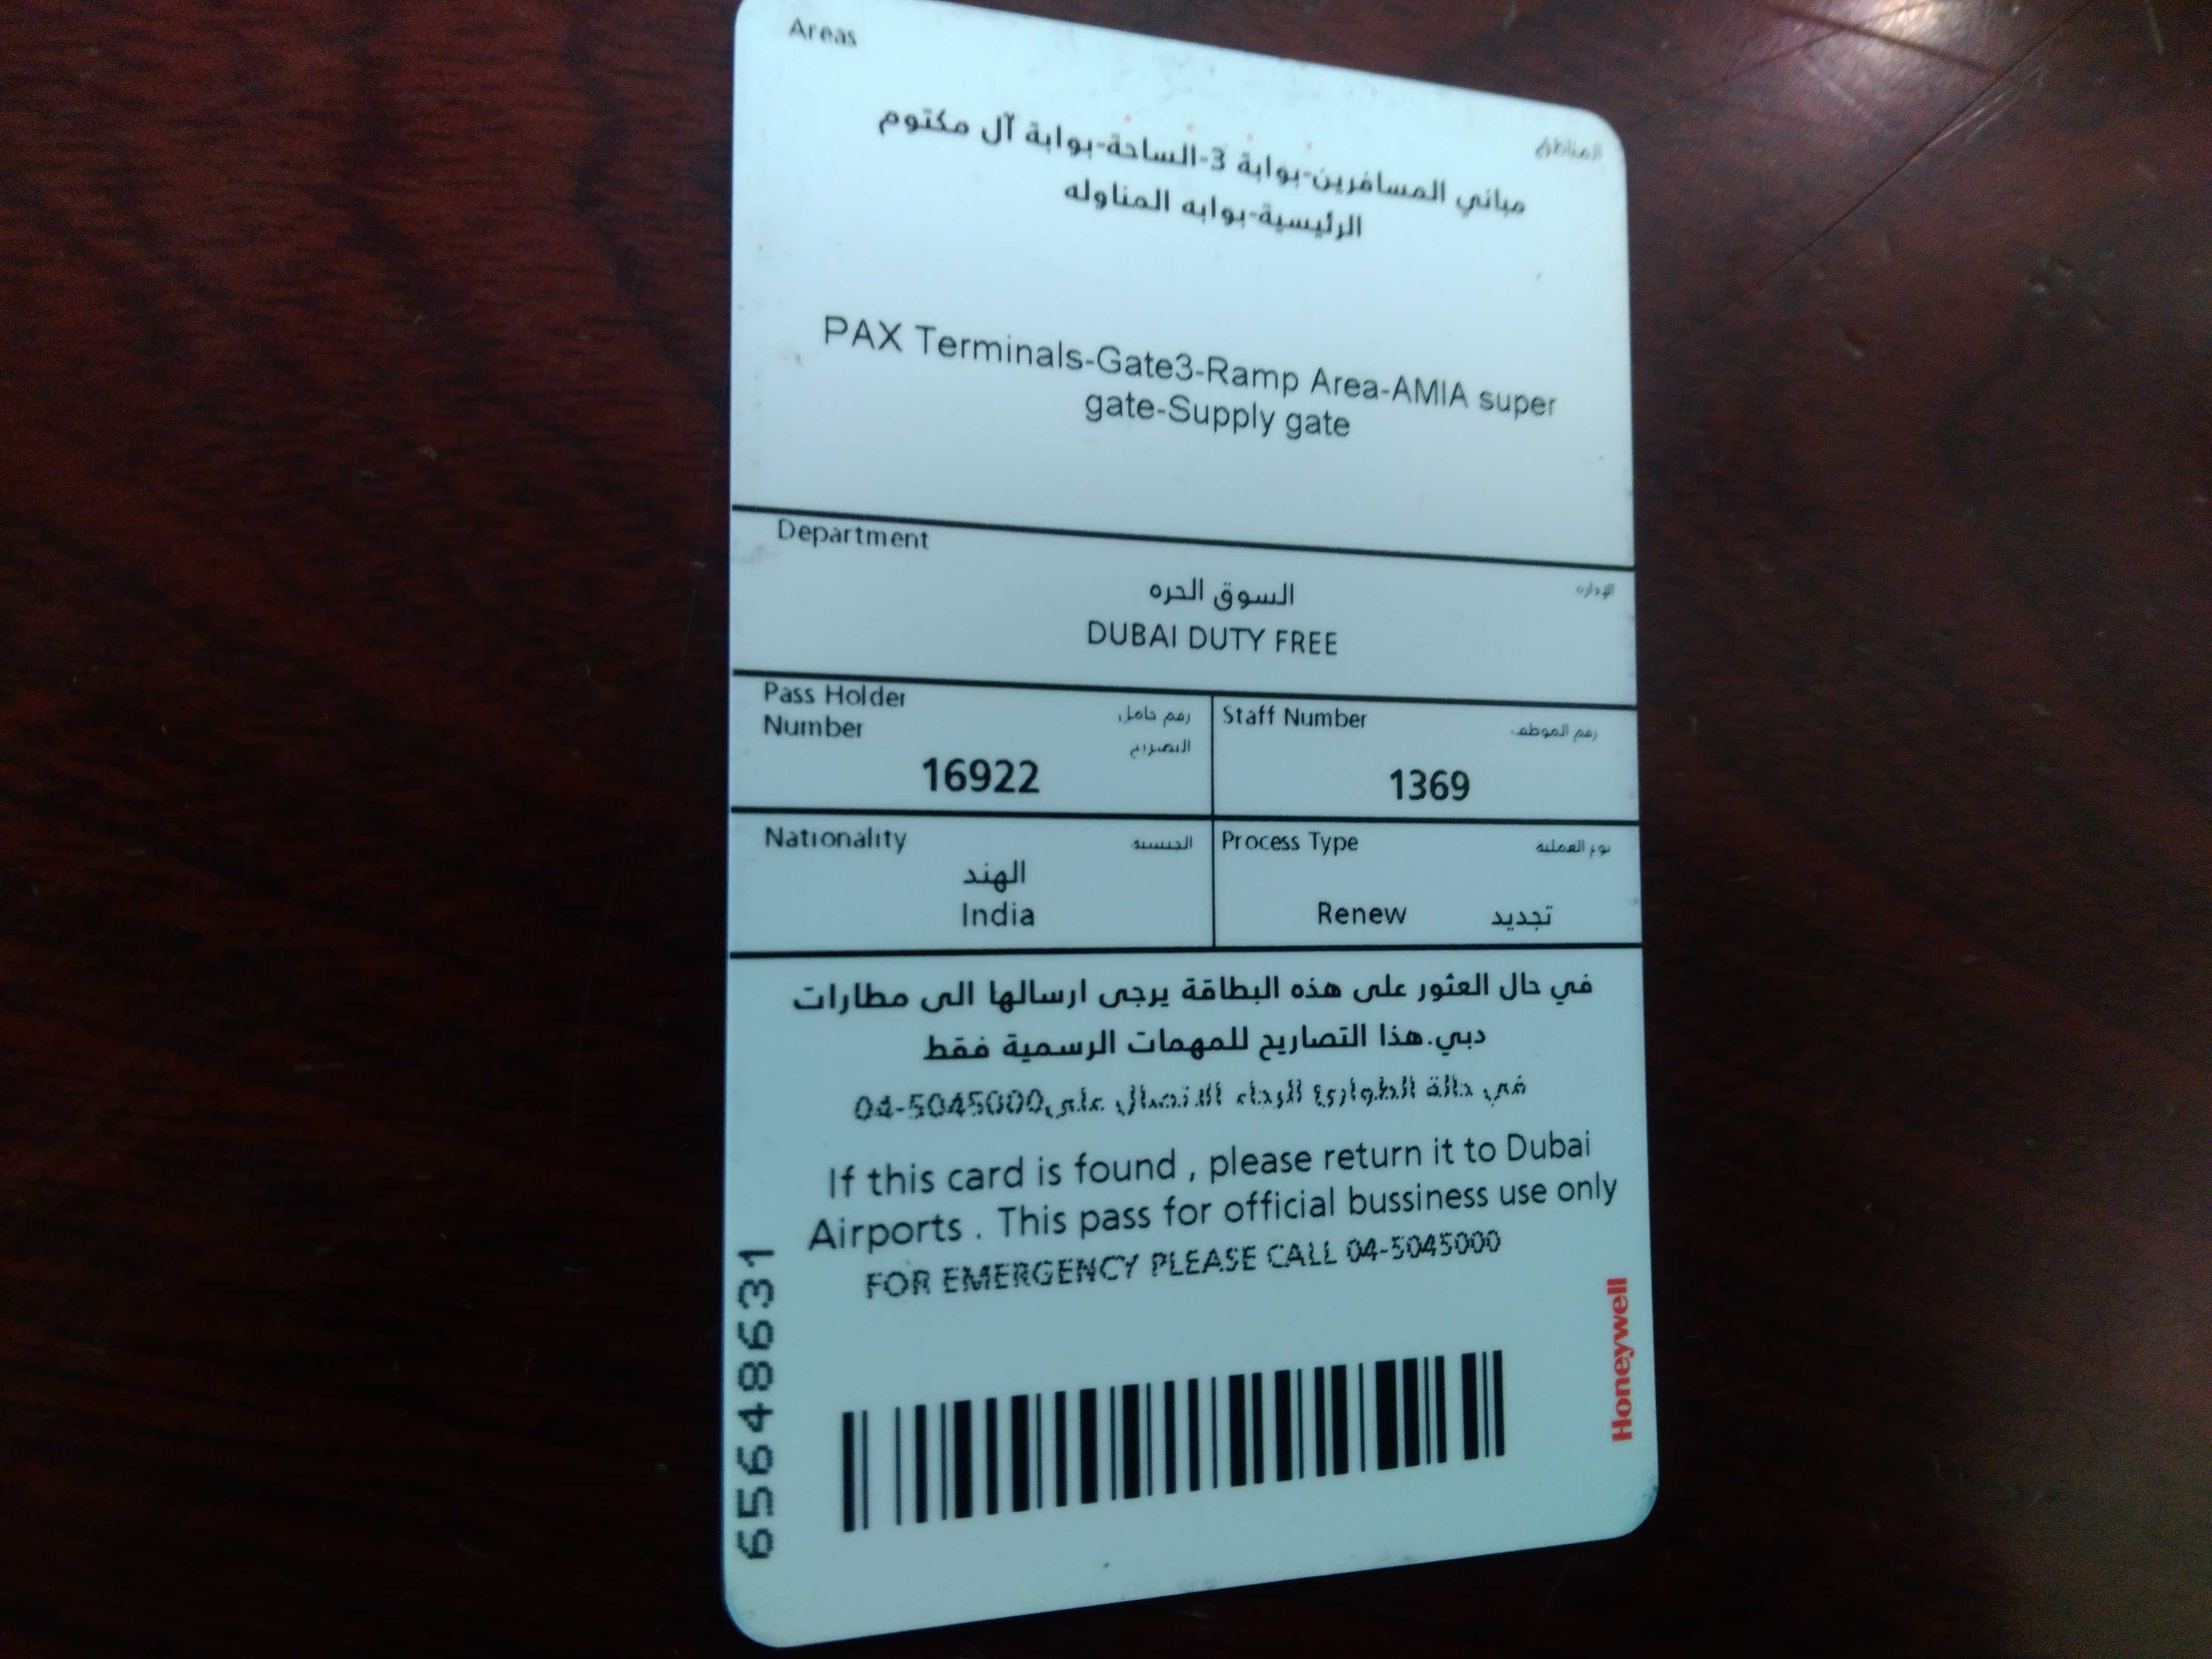 Areas
المناطق
مباني المسافرين-بوابة 3-الساحة-بوابة آل مكتوم
الرئيسية-بوابه المناوله
PAX Terminals-Gate3-Ramp Area-AMIA super
gate-Supply gate
Department
الإدارة
السوق الحره
DUBAI DUTY FREE
Pass Holder
Number
رقم حامل
التصريح
16922
Staff Number
رقم الموظف
1369
Nationality
الجنسية
الهند
India
Process Type
نوع العملية
Renew تجديد
في حال العثور على هذه البطاقة يرجى ارسالها الى مطارات
دبي.هذا التصاريح للمهمات الرسمية فقط
في حالة الطوارئ الرجاء الاتصال على04-5045000
If this card is found , please return it to Dubai
Airports . This pass for official bussiness use only
FOR EMERGENCY PLEASE CALL 04-5045000
6556448631
Honeywell